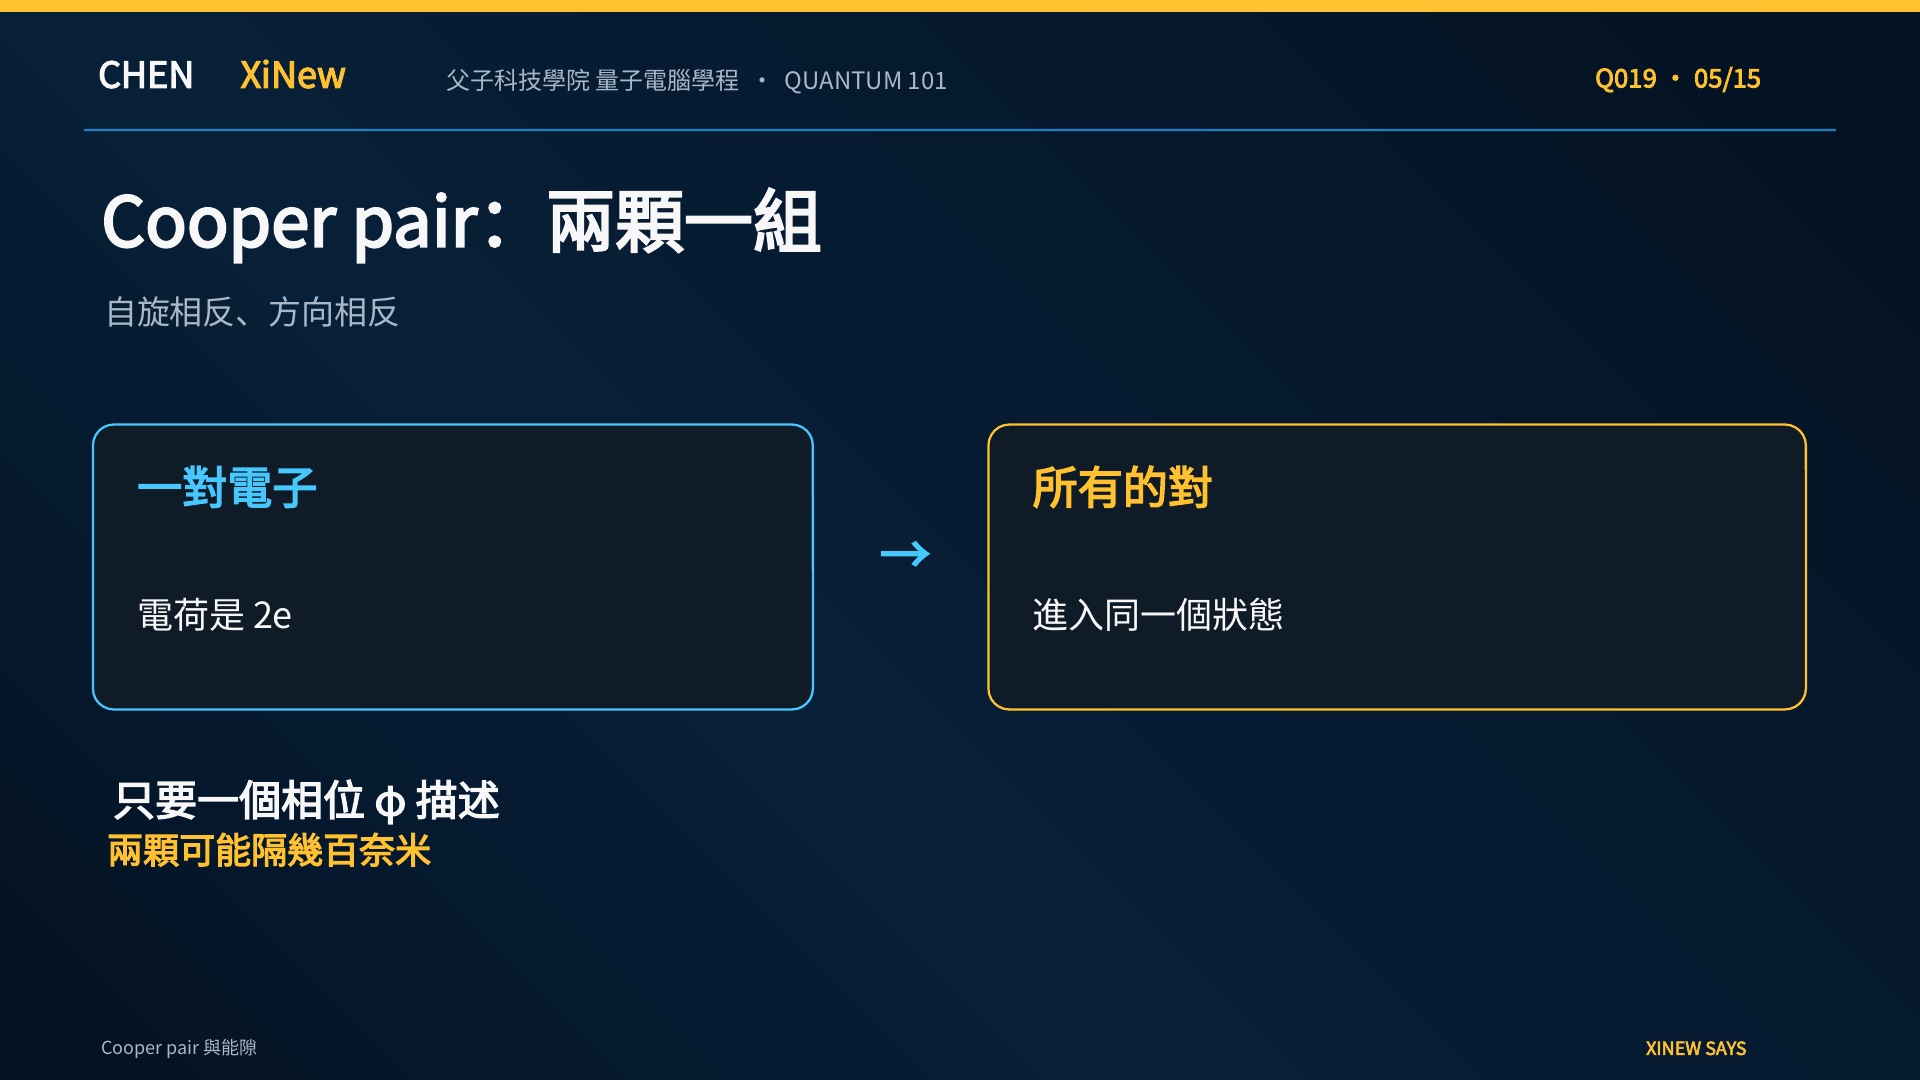 CHEN XiNew 父子科技學院 量子電腦學程 • QUANTUM 101 Q019 • 05/15
Cooper pair：兩顆一組
自旋相反、方向相反
一對電子
電荷是 2e
→
所有的對
進入同一個狀態
只要一個相位 φ 描述
兩顆可能隔幾百奈米
Cooper pair 與能隙
XINEW SAYS